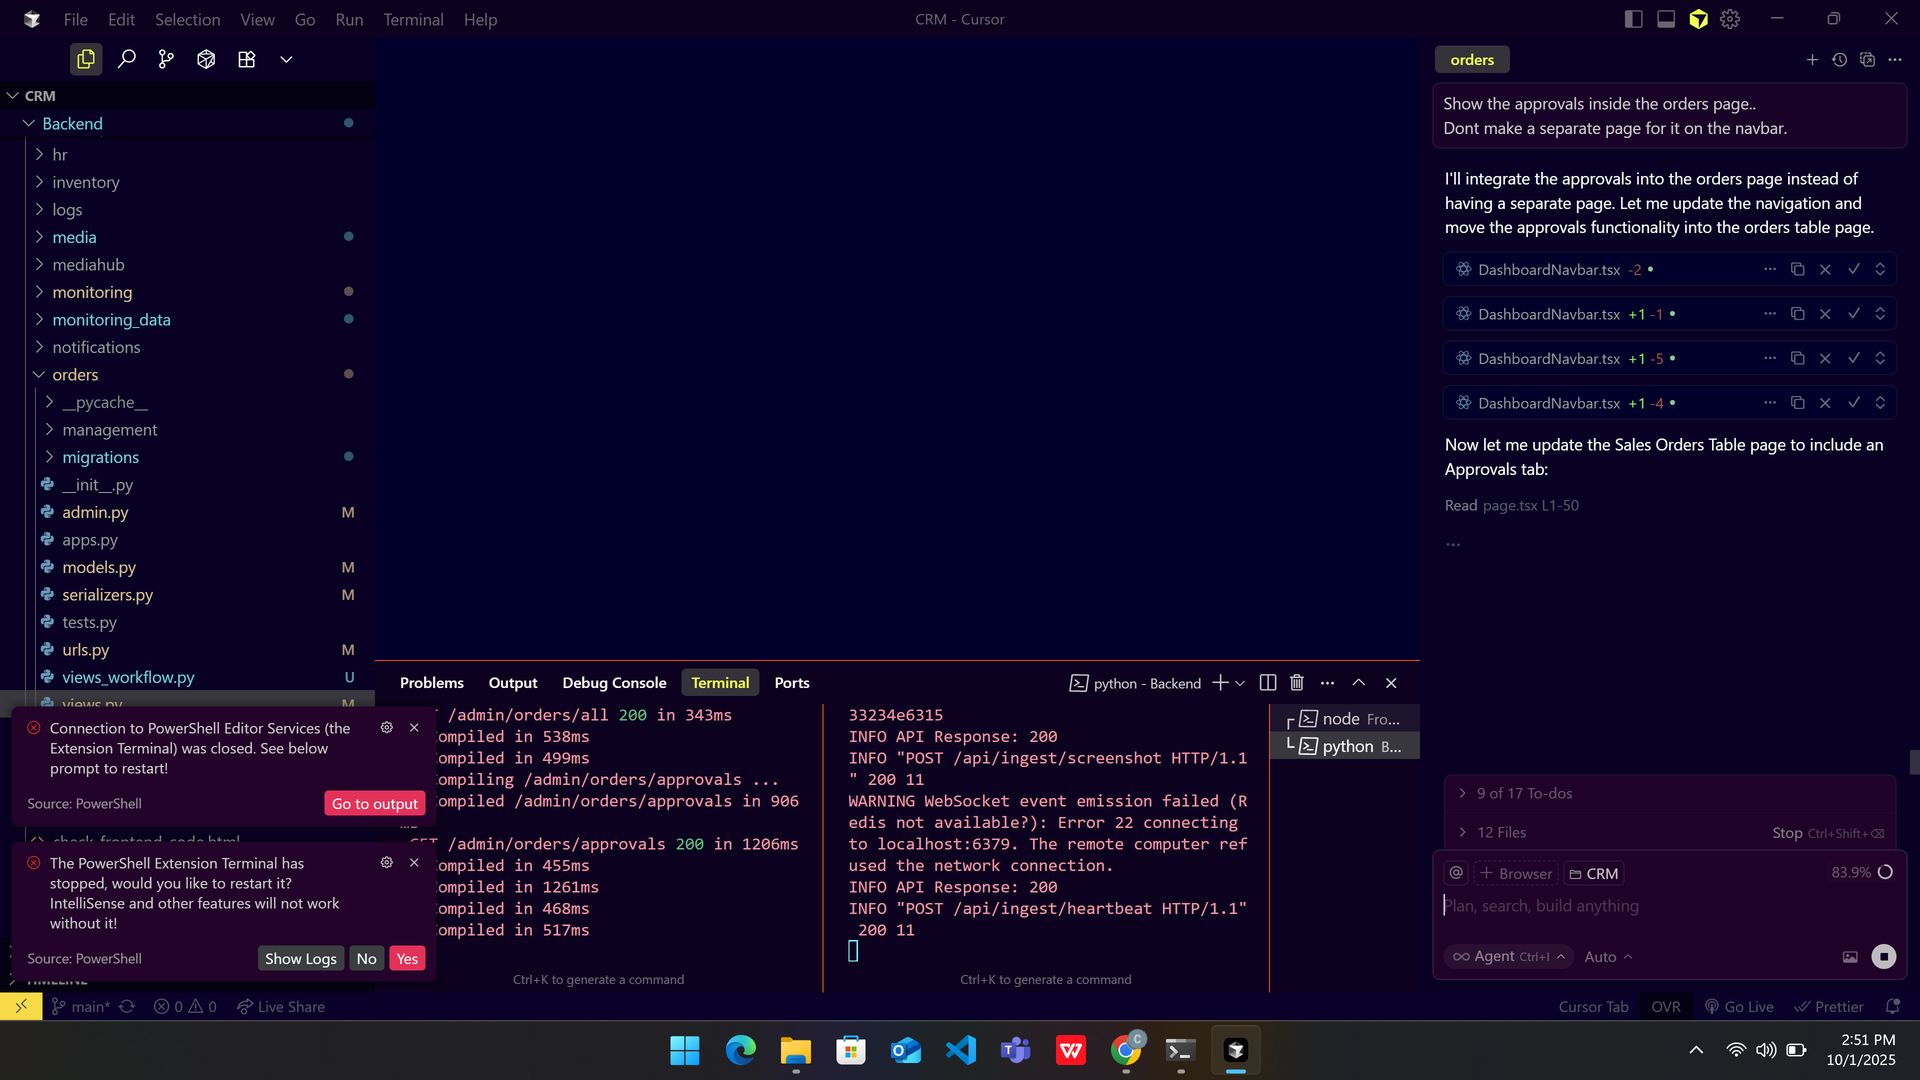 File Edit Selection View Go Run Terminal Help
CRM - Cursor
CRM
Backend
hr
inventory
logs
media
mediahub
monitoring
monitoring_data
notifications
orders
__pycache__
management
migrations
__init__.py
admin.py M
apps.py
models.py M
serializers.py M
tests.py
urls.py M
views_workflow.py U
views.py M
Connection to PowerShell Editor Services (the
Extension Terminal) was closed. See below
prompt to restart!
Source: PowerShell Go to output
check_frontend_code.html
The PowerShell Extension Terminal has
stopped, would you like to restart it?
IntelliSense and other features will not work
without it!
Source: PowerShell Show Logs No Yes
TIMELINE
Problems Output Debug Console Terminal Ports
python - Backend
/admin/orders/all 200 in 343ms
ompiled in 538ms
ompiled in 499ms
ompiling /admin/orders/approvals ...
ompiled /admin/orders/approvals in 906
ms
GET /admin/orders/approvals 200 in 1206ms
ompiled in 455ms
ompiled in 1261ms
ompiled in 468ms
ompiled in 517ms
Ctrl+K to generate a command
33234e6315
INFO API Response: 200
INFO "POST /api/ingest/screenshot HTTP/1.1
" 200 11
WARNING WebSocket event emission failed (R
edis not available?): Error 22 connecting
to localhost:6379. The remote computer ref
used the network connection.
INFO API Response: 200
INFO "POST /api/ingest/heartbeat HTTP/1.1"
200 11
Ctrl+K to generate a command
node Fro...
python B...
orders
Show the approvals inside the orders page..
Dont make a separate page for it on the navbar.
I'll integrate the approvals into the orders page instead of
having a separate page. Let me update the navigation and
move the approvals functionality into the orders table page.
DashboardNavbar.tsx -2
DashboardNavbar.tsx +1 -1
DashboardNavbar.tsx +1 -5
DashboardNavbar.tsx +1 -4
Now let me update the Sales Orders Table page to include an
Approvals tab:
Read page.tsx L1-50
...
9 of 17 To-dos
12 Files Stop Ctrl+Shift+⌫
@ + Browser CRM 83.9%
Plan, search, build anything
Agent Ctrl+I Auto
main* 0 0 Live Share
Cursor Tab OVR Go Live Prettier
2:51 PM
10/1/2025